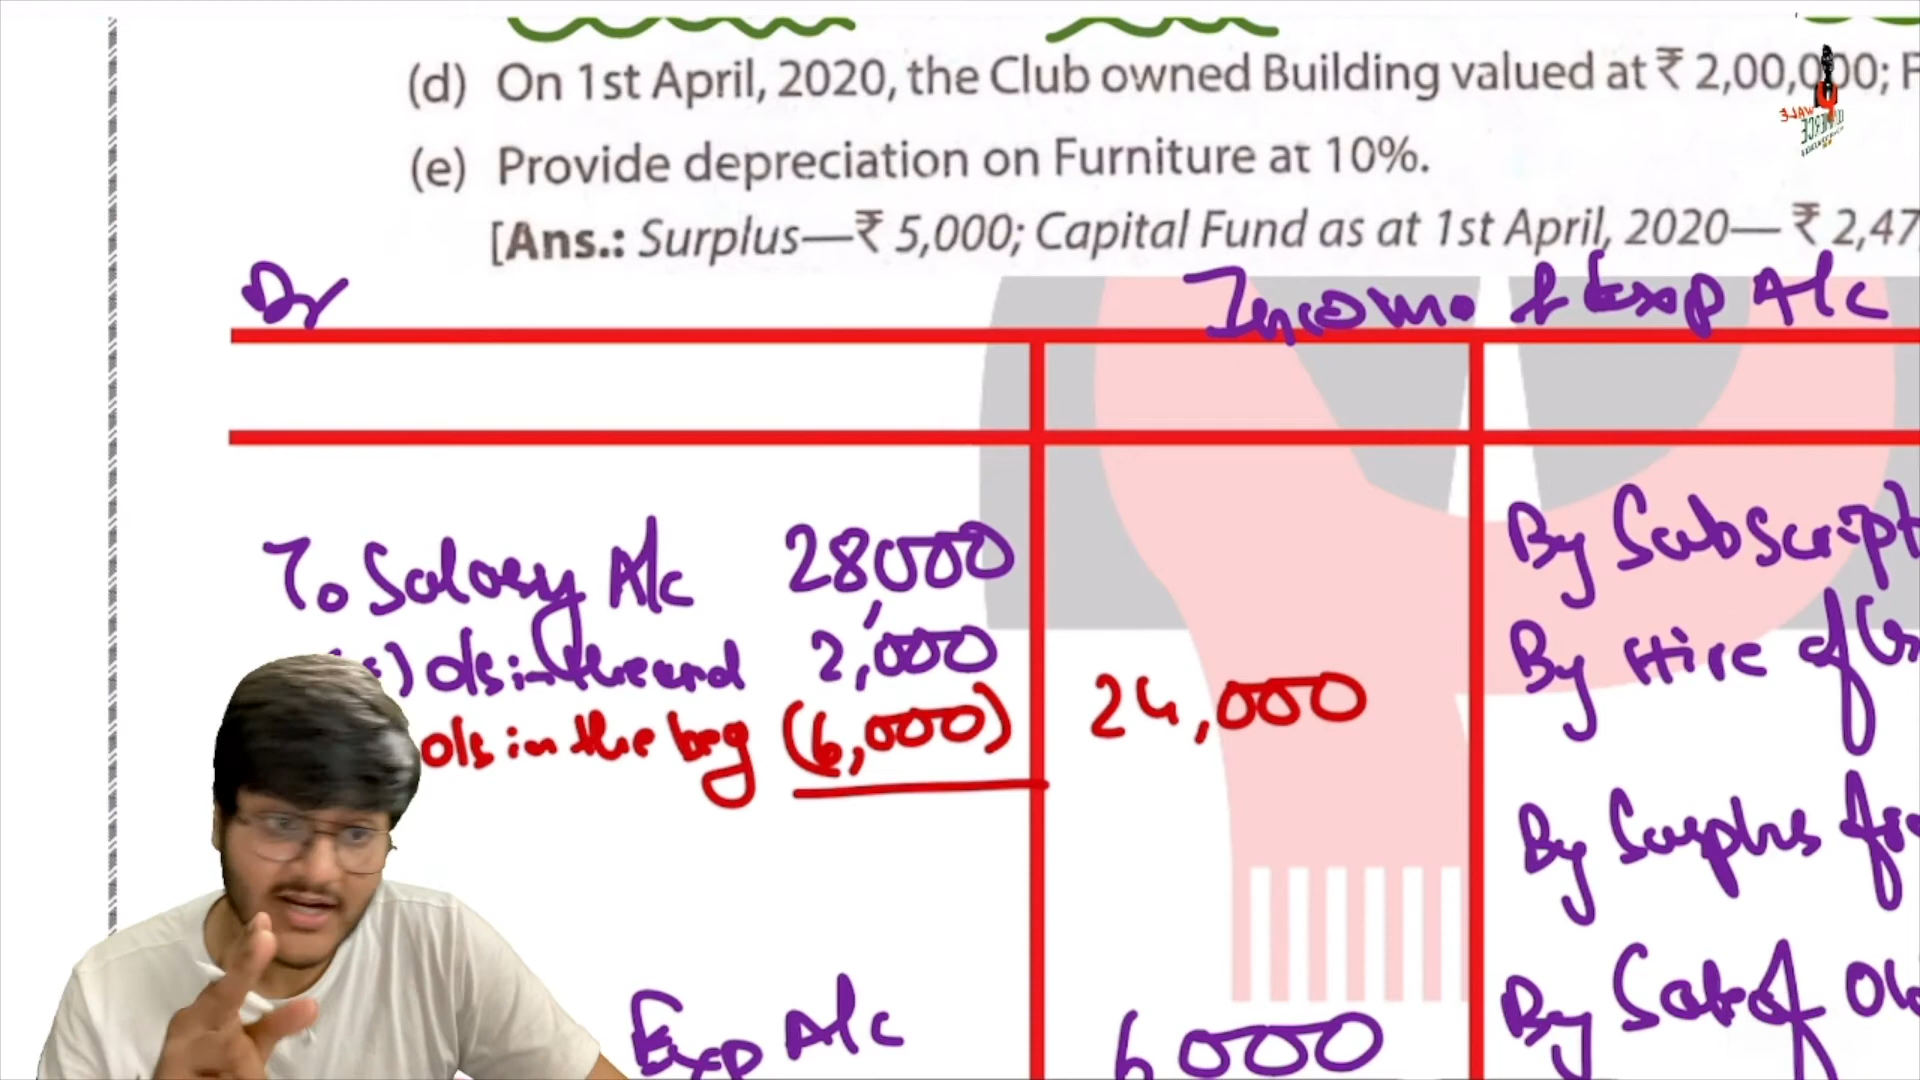 (d) On 1st April, 2020, the Club owned Building valued at ₹ 2,00,000; F
(e) Provide depreciation on Furniture at 10%.
[Ans.: Surplus—₹ 5,000; Capital Fund as at 1st April, 2020— ₹ 2,47
Dr Income & Exp A/c
To Salary A/c 28,000 By Subscript
o/s in the end 2,000 By Hire of
o/s in the beg (6,000) 24,000
By Surplus
Exp A/c 6000 By Sale of Old